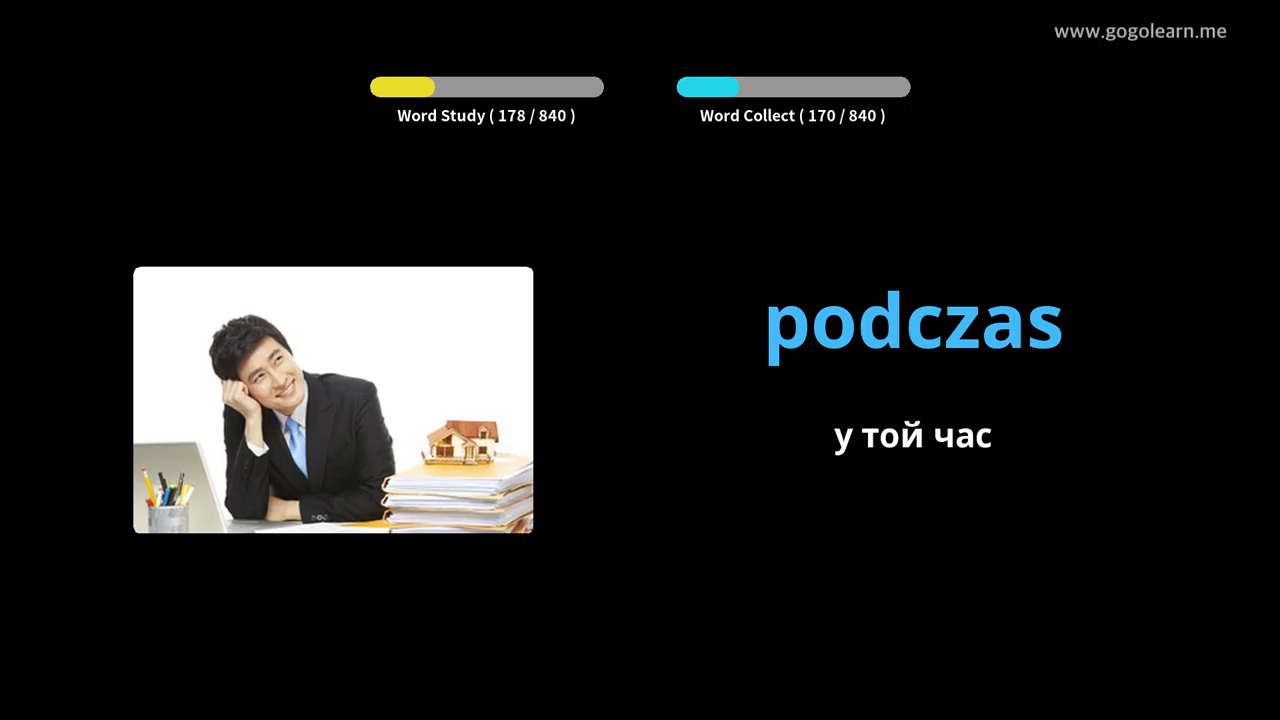 www.gogolearn.me
Word Study ( 178 / 840 )
Word Collect ( 170 / 840 )
podczas
у той час